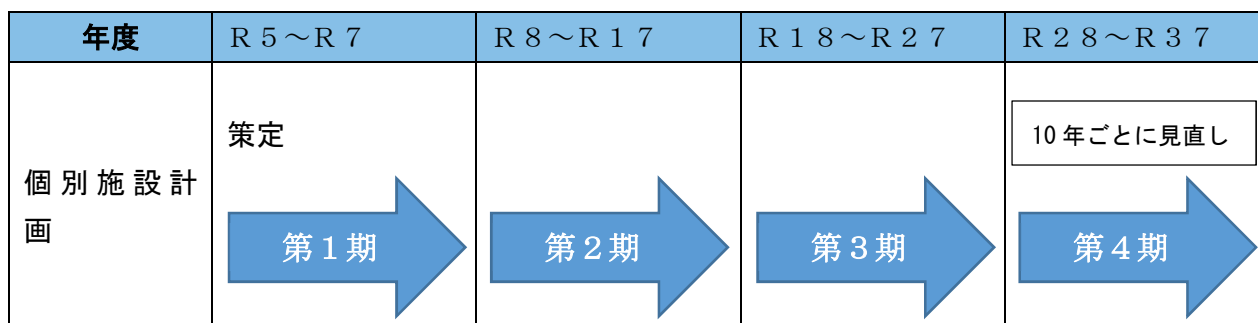 年度
Ｒ５～Ｒ７
Ｒ８～Ｒ１７
Ｒ１８～Ｒ２７
Ｒ２８～Ｒ３７
個別施設計
画
策定
10年ごとに見直し
第１期
第２期
第３期
第４期